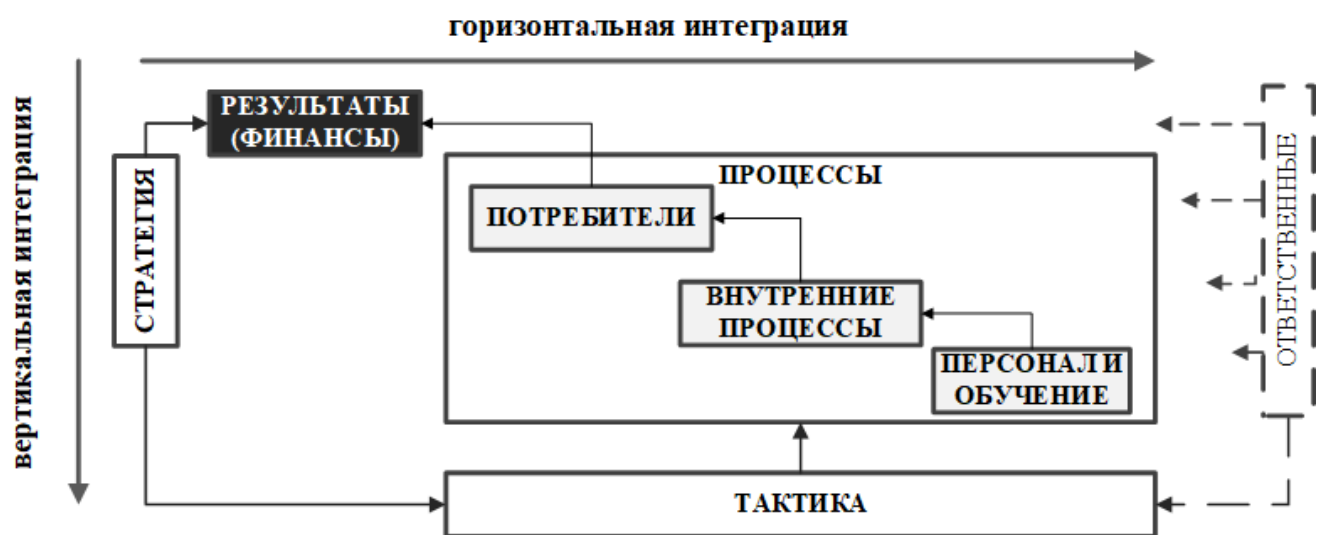 горизонтальная интеграция
вертикальная интеграция
РЕЗУЛЬТАТЫ
(ФИНАНСЫ)
СТРАТЕГИЯ
ПРОЦЕССЫ
ПОТРЕБИТЕЛИ
ВНУТРЕННИЕ
ПРОЦЕССЫ
ПЕРСОНАЛ И
ОБУЧЕНИЕ
ОТВЕТСТВЕННЫЕ
ТАКТИКА